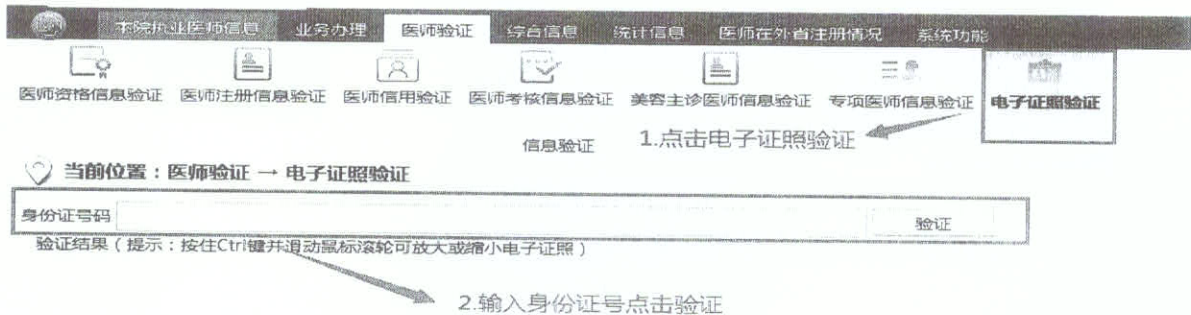 本院执业医师信息 业务办理 医师验证 综合信息 统计信息 医师在外省注册情况 系统功能
医师资格信息验证 医师注册信息验证 医师信用验证 医师考核信息验证 美容主诊医师信息验证 专项医师信息验证 电子证照验证
信息验证 1.点击电子证照验证
当前位置：医师验证 → 电子证照验证
身份证号码 验证
验证结果（提示：按住Ctrl键并滑动鼠标滚轮可放大或缩小电子证照）
2.输入身份证号点击验证